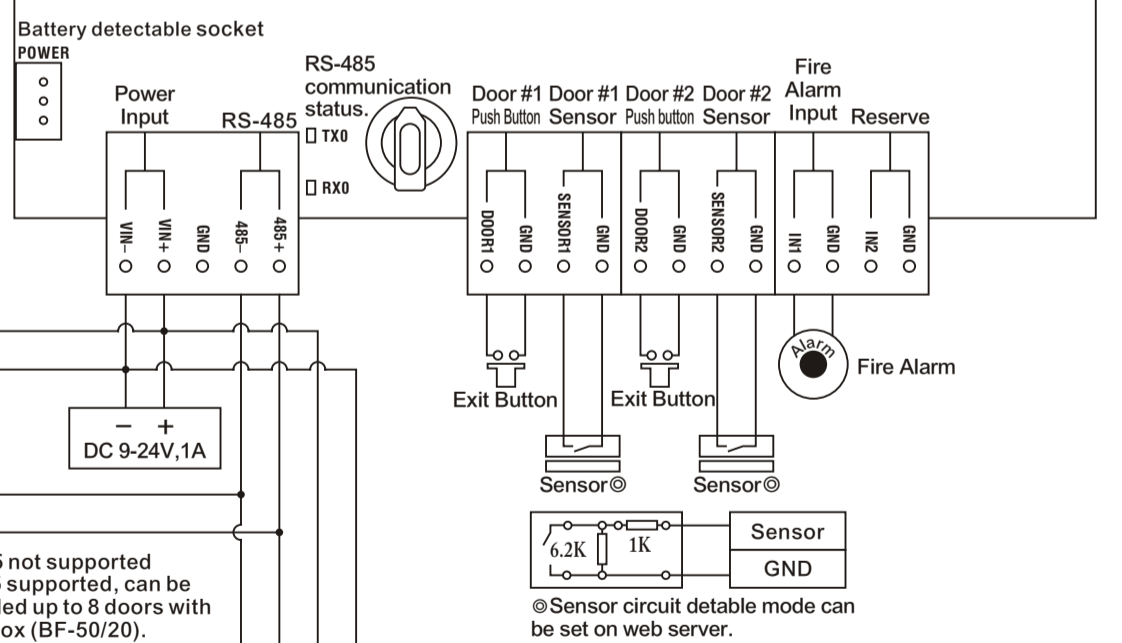 Battery detectable socket
POWER
Power
Input
RS-485
RS-485
communication
status.
TX0
RX0
Door #1
Push Button
Door #1
Sensor
Door #2
Push button
Door #2
Sensor
Fire
Alarm
Input
Reserve
VIN-
VIN+
GND
485-
485+
DOOR1
GND
SENSOR1
GND
DOOR2
GND
SENSOR2
GND
IN1
GND
IN2
GND
Alarm
Fire Alarm
Exit Button
Exit Button
− +
DC 9-24V,1A
Sensor◎
Sensor◎
6.2K
1K
Sensor
GND
◎Sensor circuit detable mode can
be set on web server.
not supported
supported, can be
led up to 8 doors with
ox (BF-50/20).